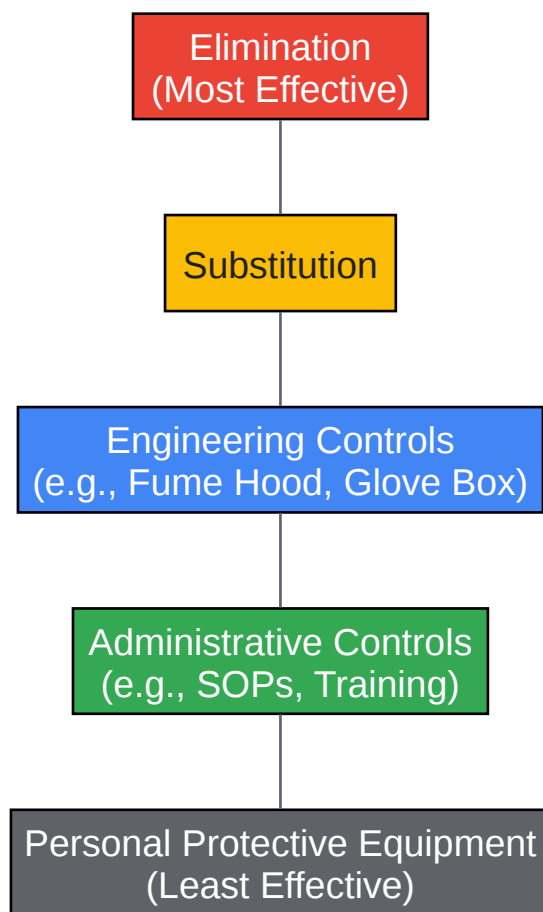 Elimination
(Most Effective)
Substitution
Engineering Controls
(e.g., Fume Hood, Glove Box)
Administrative Controls
(e.g., SOPs, Training)
Personal Protective Equipment
(Least Effective)